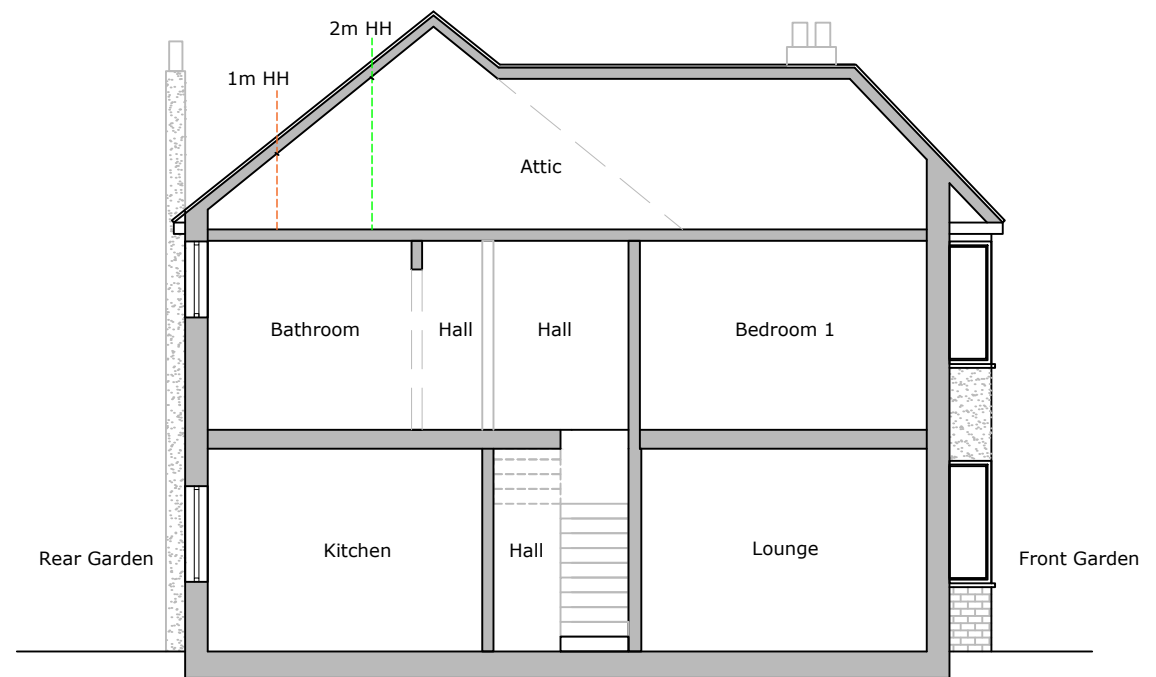 2m HH
1m HH
Attic
Bathroom
Hall
Hall
Bedroom 1
Rear Garden
Kitchen
Hall
Lounge
Front Garden